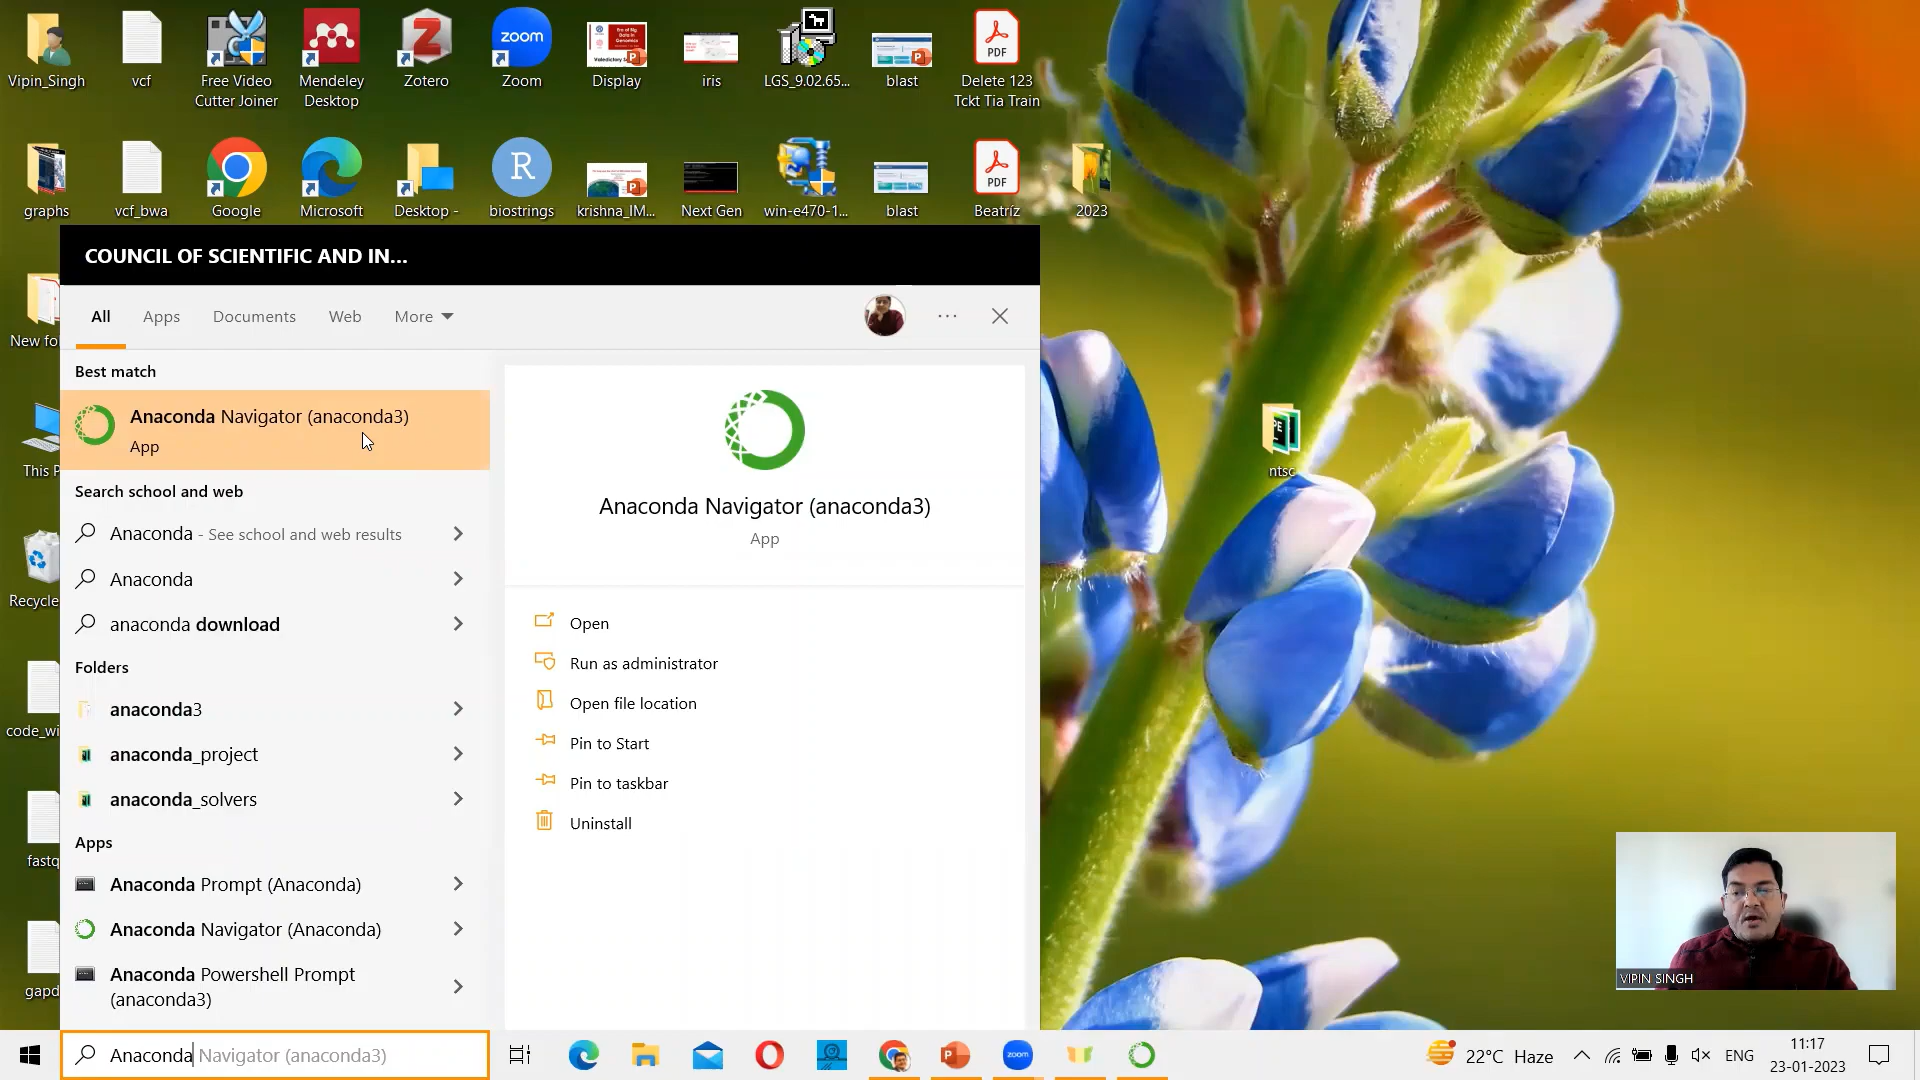 Vipin_Singh
vcf
Free Video
Cutter Joiner
Mendeley
Desktop
Zotero
zoom
Zoom
Display
iris
LGS_9.02.65...
blast
PDF
Delete 123
Tckt Tia Train
graphs
vcf_bwa
Google
Microsoft
Desktop -
R
biostrings
krishna_IM...
Next Gen
win-e470-1...
blast
PDF
Beatríz
2023
COUNCIL OF SCIENTIFIC AND IN...
All
Apps
Documents
Web
More
New fo
Best match
Anaconda Navigator (anaconda3)
App
This P
Search school and web
Anaconda - See school and web results
Anaconda
anaconda download
Recycle
Folders
anaconda3
anaconda_project
anaconda_solvers
code_wi
Apps
fastq
Anaconda Prompt (Anaconda)
Anaconda Navigator (Anaconda)
Anaconda Powershell Prompt
(anaconda3)
gapd
Anaconda Navigator (anaconda3)
App
Open
Run as administrator
Open file location
Pin to Start
Pin to taskbar
Uninstall
ntsc
VIPIN SINGH
Anaconda Navigator (anaconda3)
zoom
22°C Haze
ENG
11:17
23-01-2023